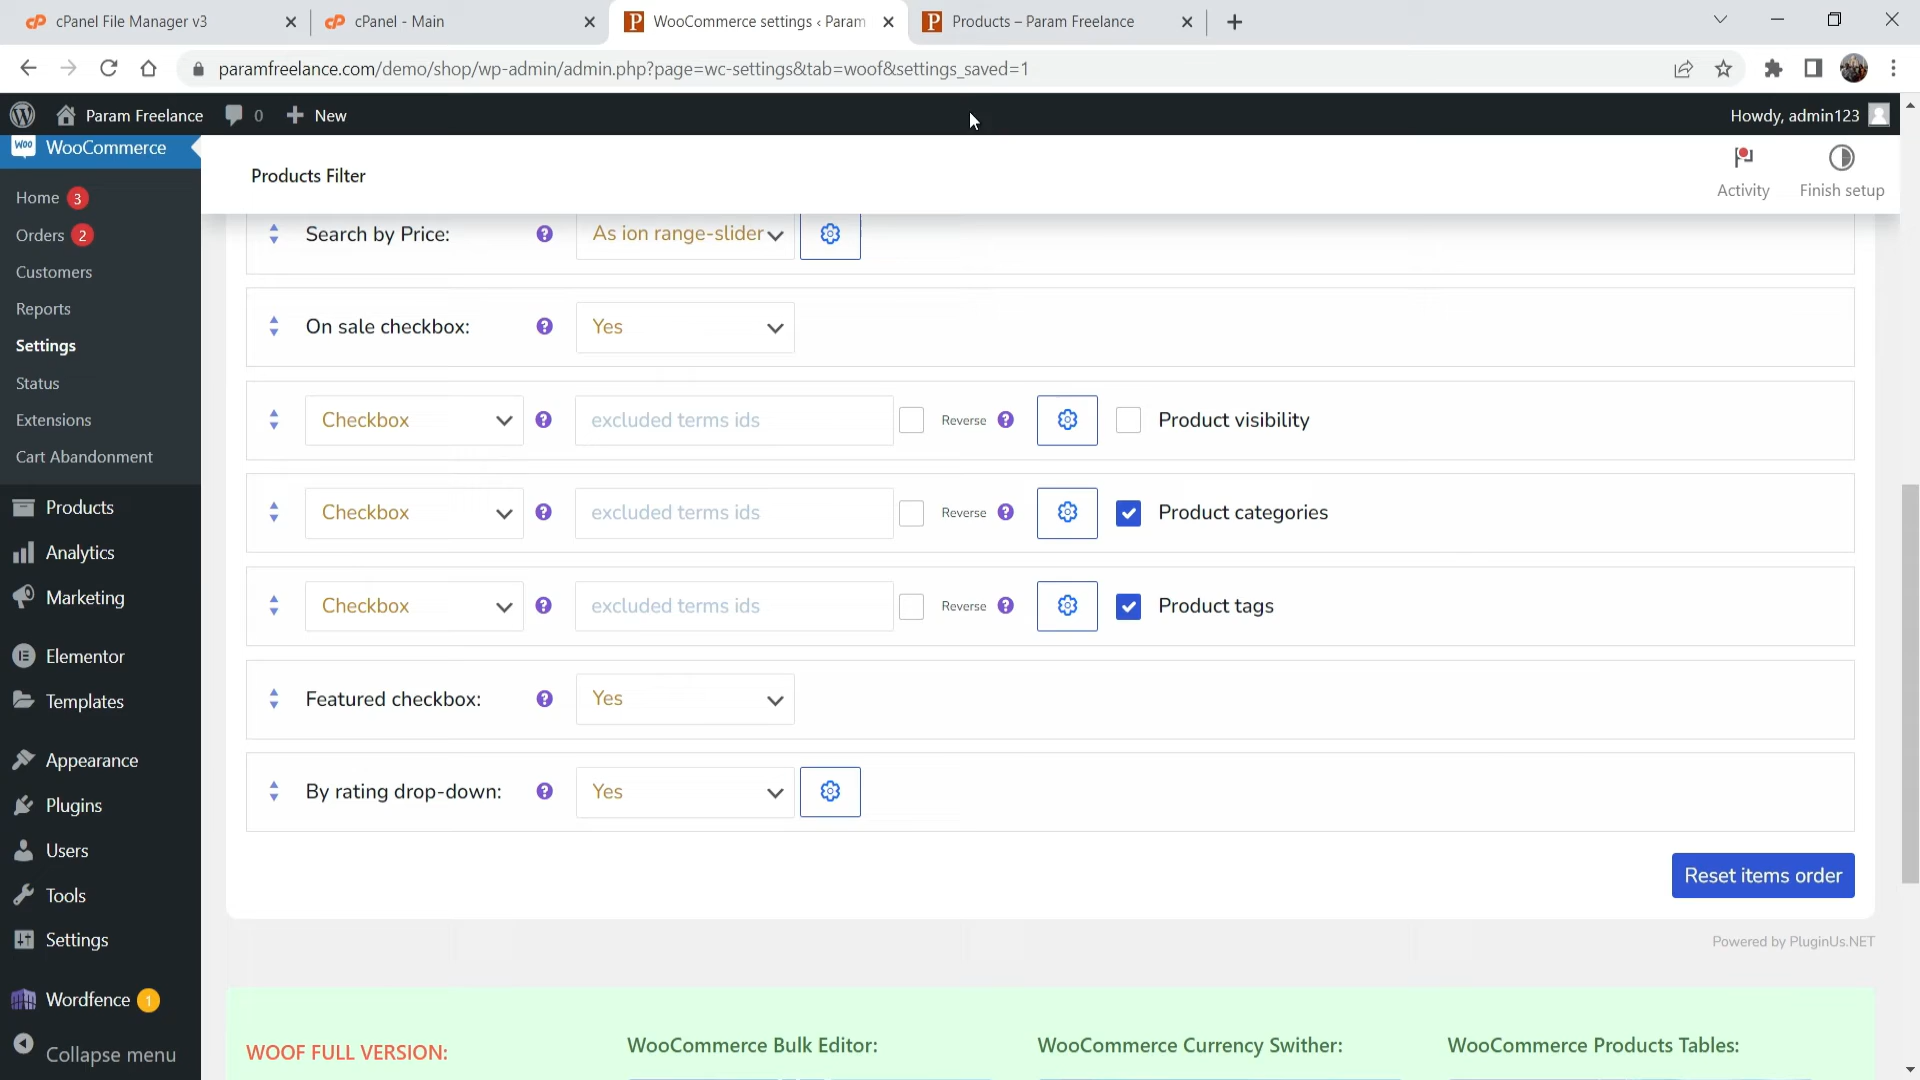 cPanel File Manager v3
cPanel - Main
WooCommerce settings ‹ Param
Products – Param Freelance
paramfreelance.com/demo/shop/wp-admin/admin.php?page=wc-settings&tab=woof&settings_saved=1
Param Freelance
0
New
Howdy, admin123
WooCommerce
Products Filter
Activity
Finish setup
Home 3
Orders 2
Customers
Reports
Settings
Status
Extensions
Cart Abandonment
Products
Analytics
Marketing
Elementor
Templates
Appearance
Plugins
Users
Tools
Settings
Wordfence 1
Collapse menu
Search by Price: ? As ion range-slider
On sale checkbox: ? Yes
Checkbox ? excluded terms ids Reverse ? Product visibility
Checkbox ? excluded terms ids Reverse ? Product categories
Checkbox ? excluded terms ids Reverse ? Product tags
Featured checkbox: ? Yes
By rating drop-down: ? Yes
Reset items order
Powered by PluginUs.NET
WOOF FULL VERSION:
WooCommerce Bulk Editor:
WooCommerce Currency Swither:
WooCommerce Products Tables: